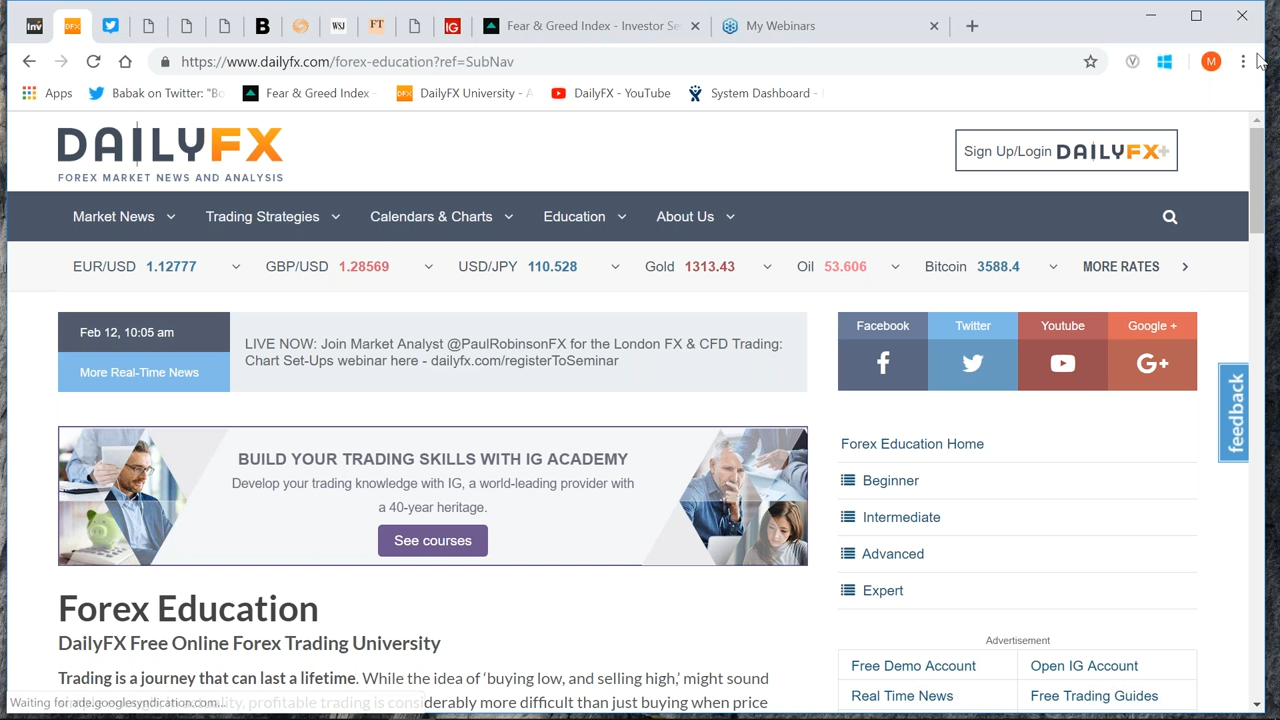 Inv
DFX
B
WSJ
FT
IG
Fear & Greed Index - Investor Se
My Webinars
https://www.dailyfx.com/forex-education?ref=SubNav
V
M
Apps
Babak on Twitter: "Bo
Fear & Greed Index -
DFX
DailyFX University - A
DailyFX - YouTube
System Dashboard -
DAILYFX
FOREX MARKET NEWS AND ANALYSIS
Sign Up/Login DAILYFX+
Market News
Trading Strategies
Calendars & Charts
Education
About Us
EUR/USD 1.12777
GBP/USD 1.28569
USD/JPY 110.528
Gold 1313.43
Oil 53.606
Bitcoin 3588.4
MORE RATES
Feb 12, 10:05 am
More Real-Time News
LIVE NOW: Join Market Analyst @PaulRobinsonFX for the London FX & CFD Trading:
Chart Set-Ups webinar here - dailyfx.com/registerToSeminar
Facebook
Twitter
Youtube
Google +
f
G+
feedback
BUILD YOUR TRADING SKILLS WITH IG ACADEMY
Develop your trading knowledge with IG, a world-leading provider with
a 40-year heritage.
See courses
Forex Education Home
Beginner
Intermediate
Advanced
Expert
Forex Education
DailyFX Free Online Forex Trading University
Trading is a journey that can last a lifetime. While the idea of 'buying low, and selling high,' might sound
profitable trading is considerably more difficult than just buying when price
Waiting for ade.googlesyndication.com...
Advertisement
Free Demo Account
Open IG Account
Real Time News
Free Trading Guides